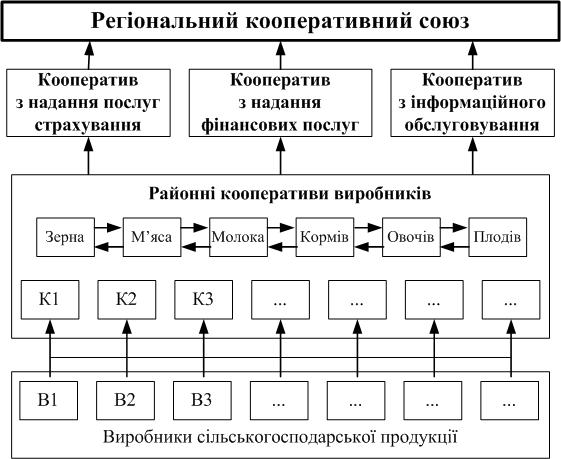 Регіональний кооперативний союз
Кооператив
з надання послуг
страхування
Кооператив
з надання
фінансових послуг
Кооператив
з інформаційного
обслуговування
Районні кооперативи виробників
Зерна
М’яса
Молока
Кормів
Овочів
Плодів
К1
К2
К3
...
...
...
...
В1
В2
В3
...
...
...
...
Виробники сільськогосподарської продукції